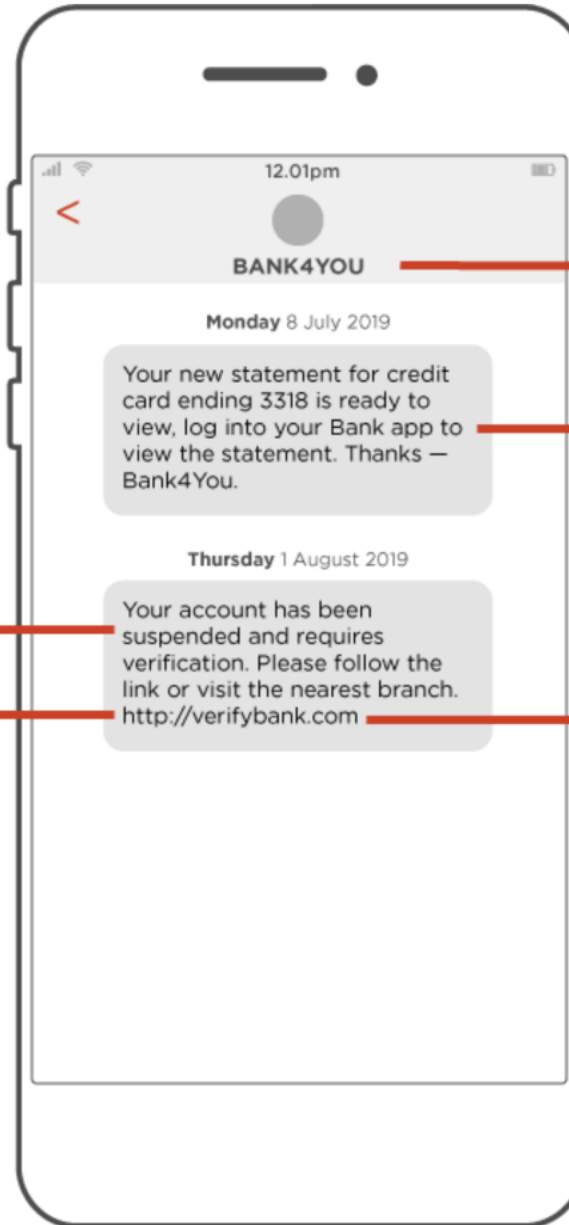 12.01pm
<
BANK4YOU
Monday 8 July 2019
Your new statement for credit
card ending 3318 is ready to
view, log into your Bank app to
view the statement. Thanks —
Bank4You.
Thursday 1 August 2019
Your account has been
suspended and requires
verification. Please follow the
link or visit the nearest branch.
http://verifybank.com